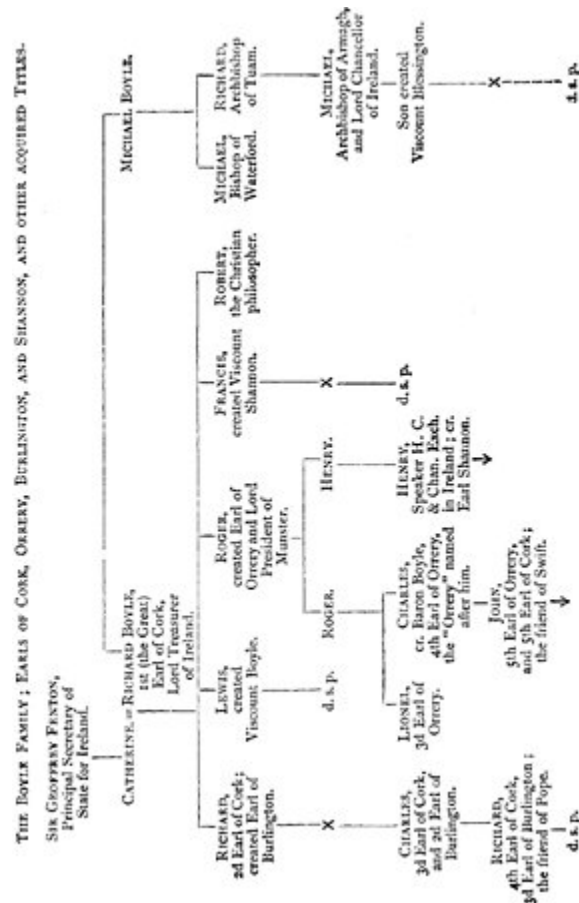 THE BOYLE FAMILY; EARLS OF CORK, ORRERY, BURLINGTON, AND SHANNON, AND OTHER ACQUIRED TITLES.
SIR GEOFFREY FENTON,
Principal Secretary of
State for Ireland.
CATHERINE. = RICHARD BOYLE,
1st (the Great)
Earl of Cork,
Lord Treasurer
of Ireland.
MICHAEL BOYLE.
RICHARD,
2d Earl of Cork;
created Earl of
Burlington.
LEWIS,
created
Viscount Boyle.
ROGER,
created Earl of
Orrery and Lord
President of
Munster.
FRANCIS,
created Viscount
Shannon.
ROBERT,
the Christian
philosopher.
MICHAEL,
Bishop of
Waterford.
RICHARD,
Archbishop
of Tuam.
X
d. s. p.
ROGER.
HENRY.
X
d. s. p.
MICHAEL,
Archbishop of Armagh,
and Lord Chancellor
of Ireland.
CHARLES,
3d Earl of Cork,
and 2d Earl of
Burlington.
LIONEL,
3d Earl of
Orrery.
CHARLES,
cr. Baron Boyle,
4th Earl of Orrery,
the "Orrery" named
after him.
HENRY,
Speaker H. C.
& Chan. Exch.
in Ireland; cr.
Earl Shannon.
Son created
Viscount Blessington.
RICHARD,
4th Earl of Cork,
3d Earl of Burlington;
the friend of Pope.
JOHN,
5th Earl of Orrery,
and 5th Earl of Cork;
the friend of Swift.
X
d. s. p.
d. s. p.